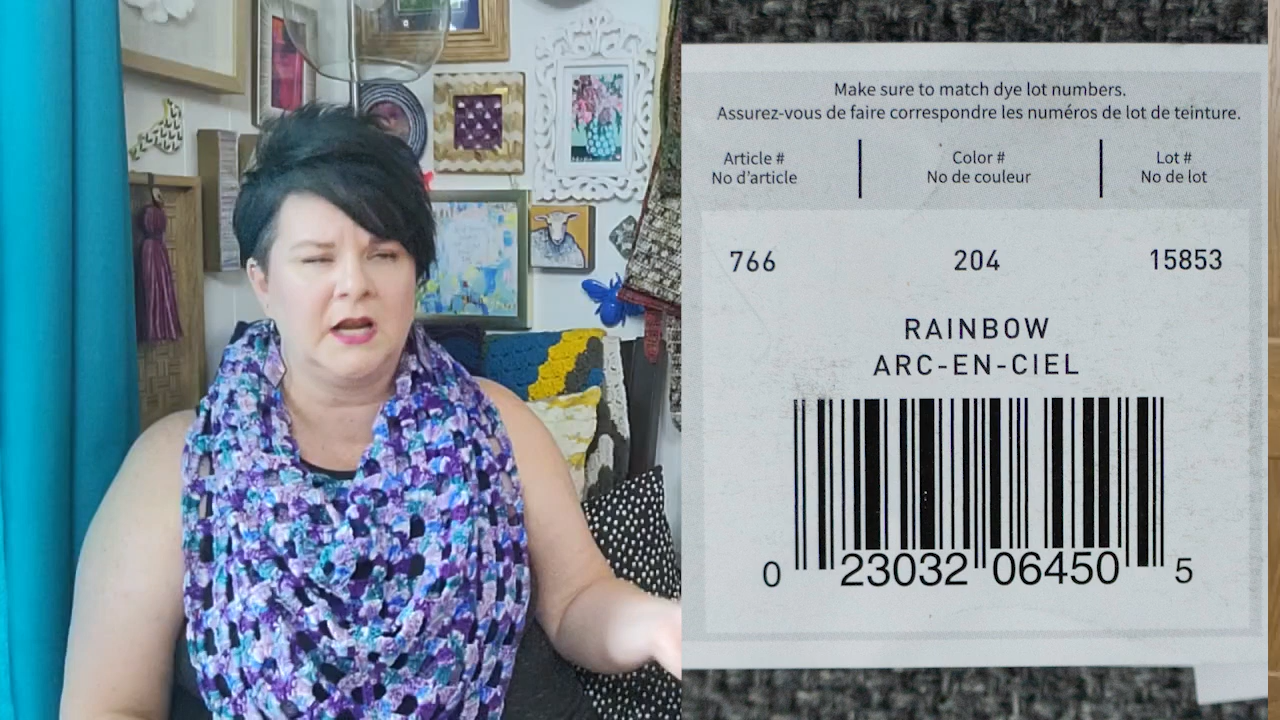 Make sure to match dye lot numbers.
Assurez-vous de faire correspondre les numéros de lot de teinture.
Article # Color # Lot #
No d'article No de couleur No de lot
766 204 15853
RAINBOW
ARC-EN-CIEL
0 23032 06450 5